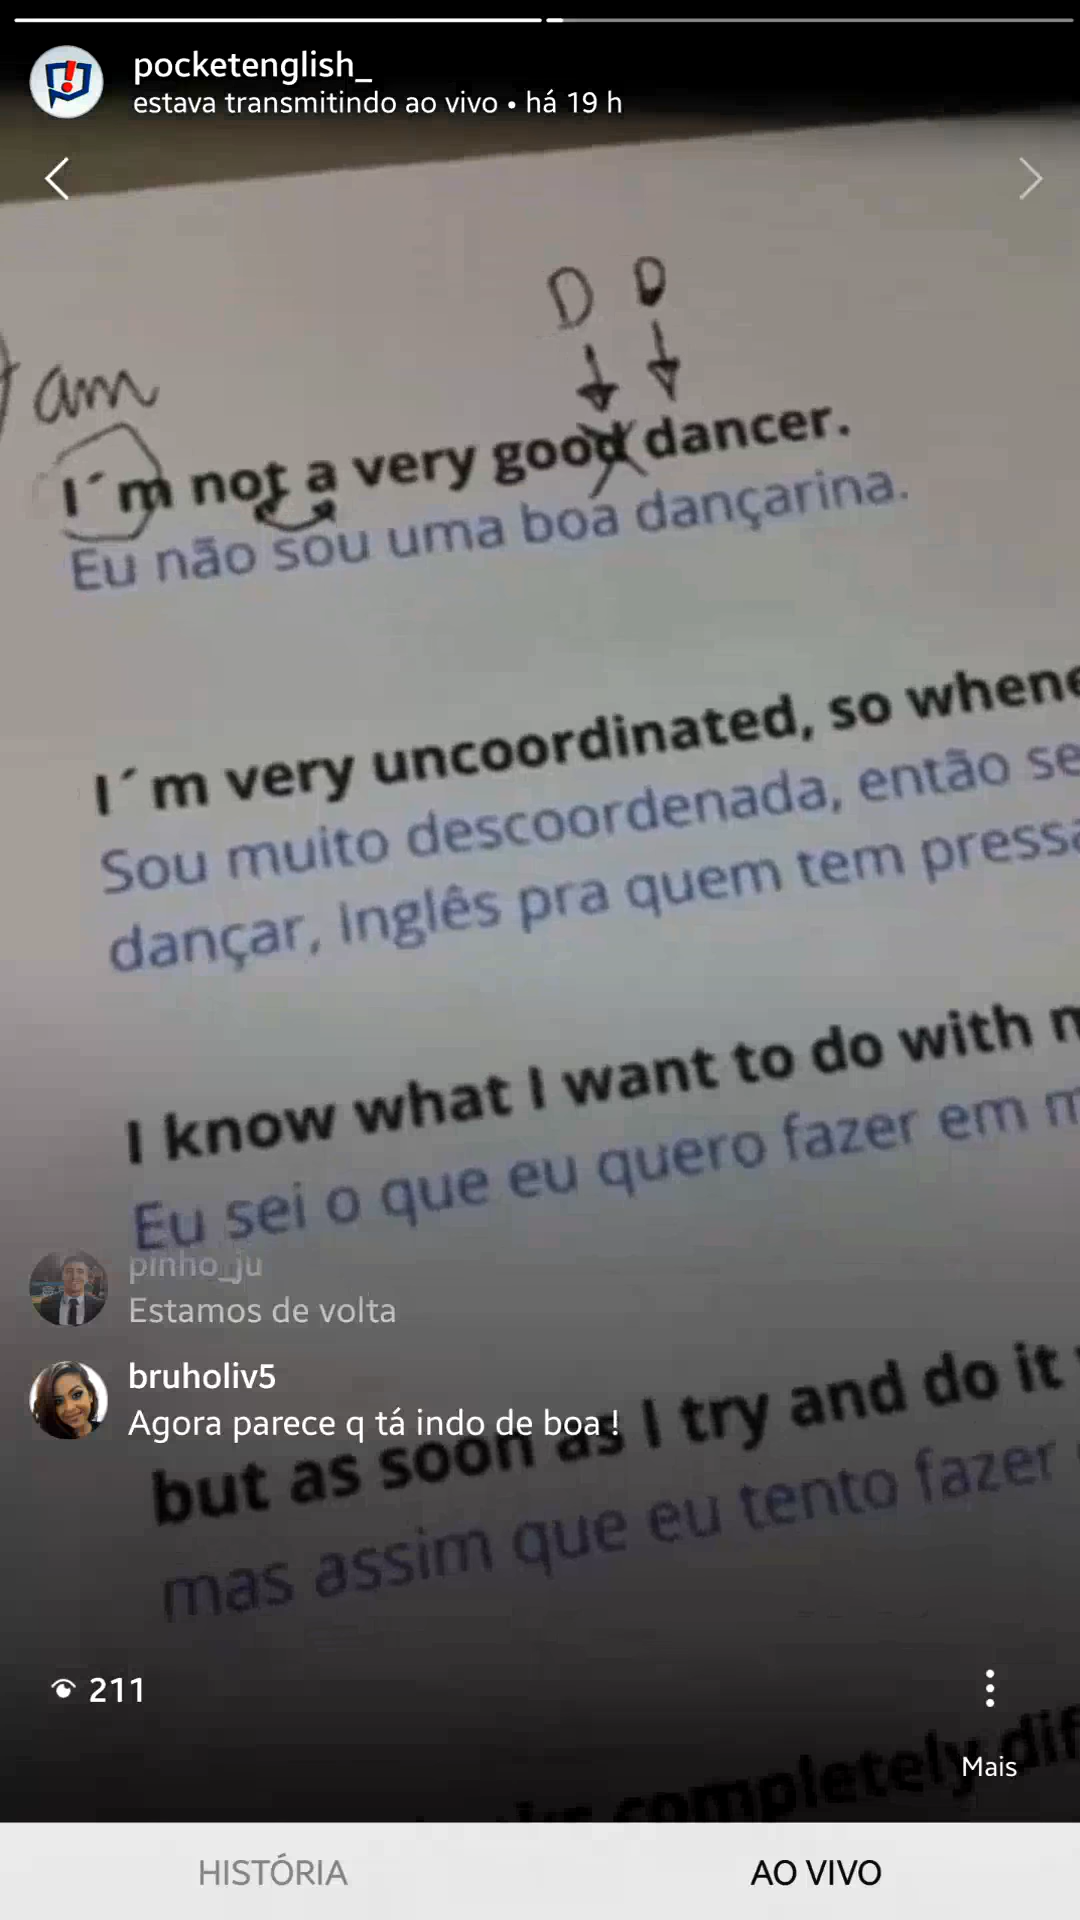 pocketenglish_
estava transmitindo ao vivo • há 19 h
D D
am
I´m not a very good dancer.
Eu não sou uma boa dançarina.
I´m very uncoordinated, so whene
Sou muito descoordenada, então se
dançar, inglês pra quem tem pressa
I know what I want to do with m
Eu sei o que eu quero fazer em m
pinho_ju
Estamos de volta
bruholiv5
Agora parece q tá indo de boa !
but as soon as I try and do it
mas assim que eu tento fazer
211
completely dif
Mais
HISTÓRIA
AO VIVO